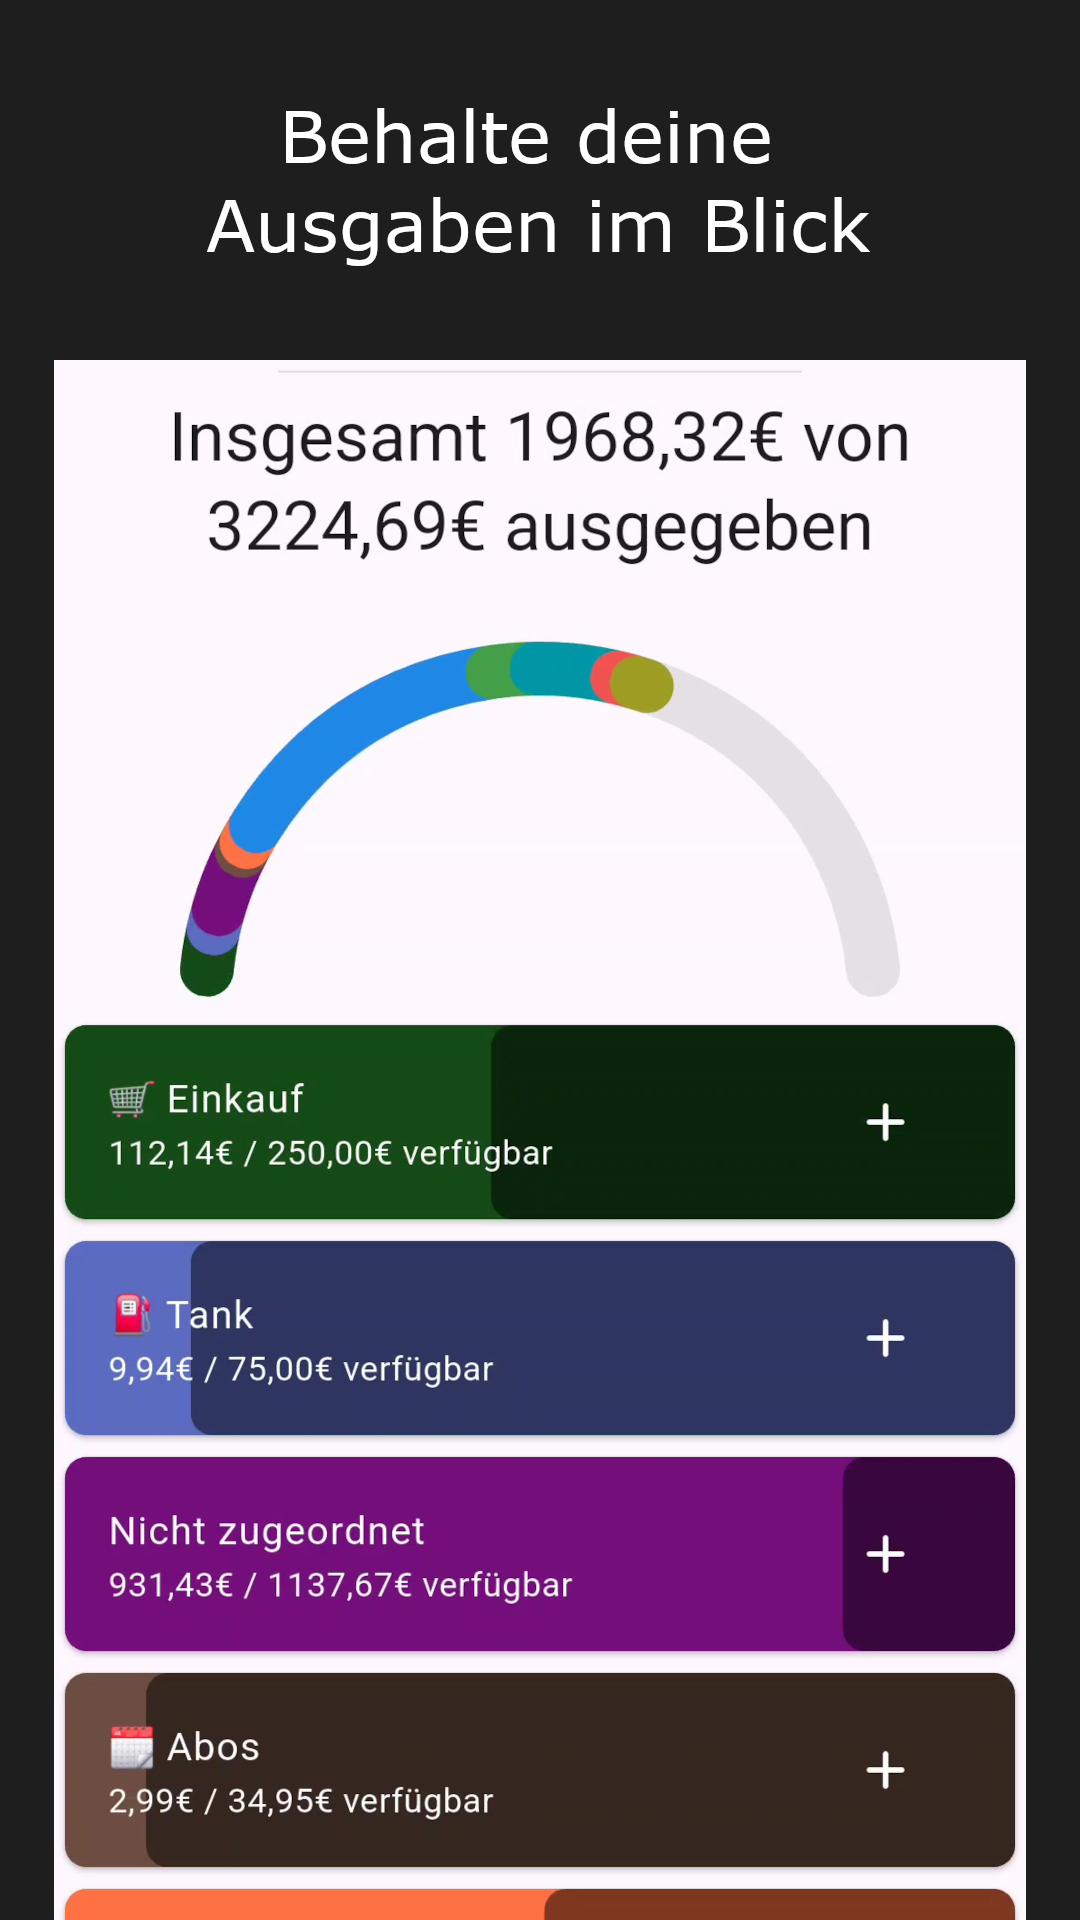 Behalte deine
Ausgaben im Blick
Insgesamt 1968,32€ von
3224,69€ ausgegeben
Einkauf
112,14€ / 250,00€ verfügbar
Tank
9,94€ / 75,00€ verfügbar
Nicht zugeordnet
931,43€ / 1137,67€ verfügbar
Abos
2,99€ / 34,95€ verfügbar